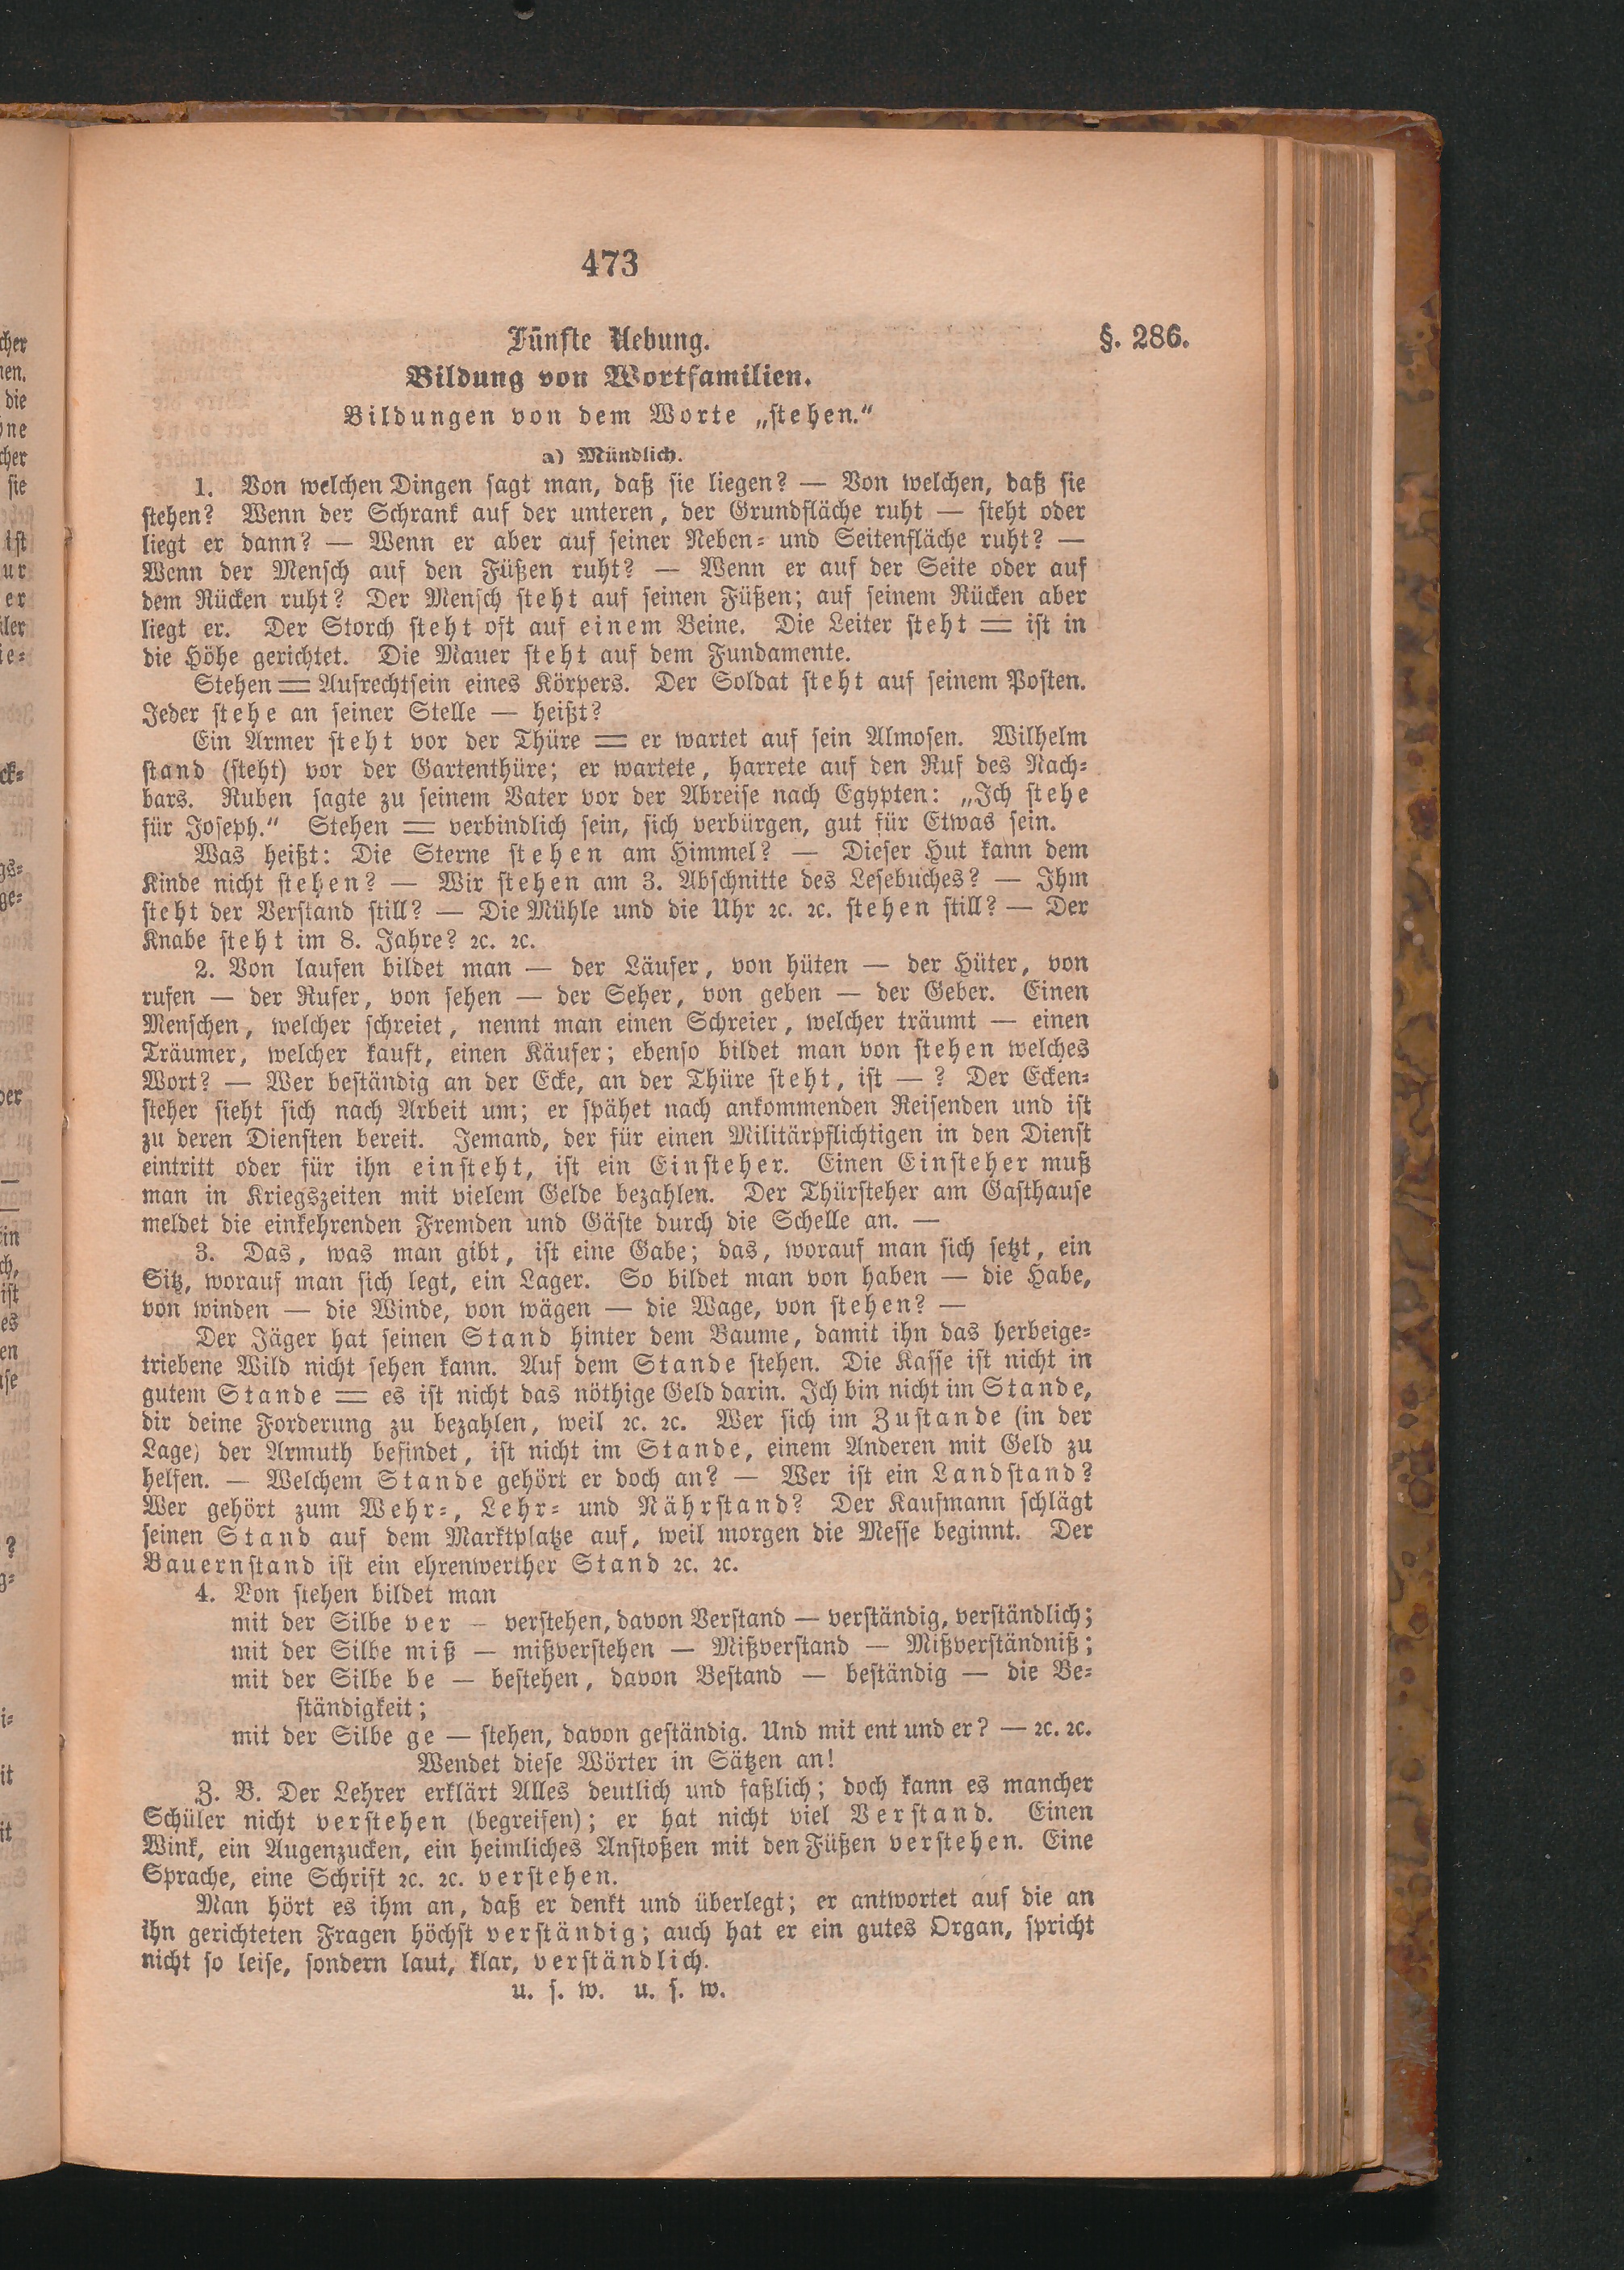 473
Fünfte Uebung.
§. 286.
Bildung von Wortfamilien.
Bildungen von dem Worte „stehen.“
a) Mündlich.
1. Von welchen Dingen sagt man, daß sie liegen? — Von welchen, daß sie
stehen? Wenn der Schrank auf der unteren, der Grundfläche ruht — steht oder
liegt er dann? — Wenn er aber auf seiner Neben- und Seitenfläche ruht? —
Wenn der Mensch auf den Füßen ruht? — Wenn er auf der Seite oder auf
dem Rücken ruht? Der Mensch steht auf seinen Füßen; auf seinem Rücken aber
liegt er. Der Storch steht oft auf einem Beine. Die Leiter steht = ist in
die Höhe gerichtet. Die Mauer steht auf dem Fundamente.
Stehen = Aufrechtsein eines Körpers. Der Soldat steht auf seinem Posten.
Jeder stehe an seiner Stelle — heißt?
Ein Armer steht vor der Thüre = er wartet auf sein Almosen. Wilhelm
stand (steht) vor der Gartenthüre; er wartete, harrete auf den Ruf des Nach-
bars. Ruben sagte zu seinem Vater vor der Abreise nach Egypten: „Ich stehe
für Joseph.“ Stehen = verbindlich sein, sich verbürgen, gut für Etwas sein.
Was heißt: Die Sterne stehen am Himmel? — Dieser Hut kann dem
Kinde nicht stehen? — Wir stehen am 3. Abschnitte des Lesebuches? — Ihm
steht der Verstand still? — Die Mühle und die Uhr ꝛc. ꝛc. stehen still? — Der
Knabe steht im 8. Jahre? ꝛc. ꝛc.
2. Von laufen bildet man — der Läufer, von hüten — der Hüter, von
rufen — der Rufer, von sehen — der Seher, von geben — der Geber. Einen
Menschen, welcher schreiet, nennt man einen Schreier, welcher träumt — einen
Träumer, welcher kauft, einen Käufer; ebenso bildet man von stehen welches
Wort? — Wer beständig an der Ecke, an der Thüre steht, ist — ? Der Ecken-
steher sieht sich nach Arbeit um; er spähet nach ankommenden Reisenden und ist
zu deren Diensten bereit. Jemand, der für einen Militärpflichtigen in den Dienst
eintritt oder für ihn einsteht, ist ein Einsteher. Einen Einsteher muß
man in Kriegszeiten mit vielem Gelde bezahlen. Der Thürsteher am Gasthause
meldet die einkehrenden Fremden und Gäste durch die Schelle an. —
3. Das, was man gibt, ist eine Gabe; das, worauf man sich setzt, ein
Sitz, worauf man sich legt, ein Lager. So bildet man von haben — die Habe,
von winden — die Winde, von wägen — die Wage, von stehen? —
Der Jäger hat seinen Stand hinter dem Baume, damit ihn das herbeige-
triebene Wild nicht sehen kann. Auf dem Stande stehen. Die Kasse ist nicht in
gutem Stande = es ist nicht das nöthige Geld darin. Ich bin nicht im Stande,
dir deine Forderung zu bezahlen, weil ꝛc. ꝛc. Wer sich im Zustande (in der
Lage) der Armuth befindet, ist nicht im Stande, einem Anderen mit Geld zu
helfen. — Welchem Stande gehört er doch an? — Wer ist ein Landstand?
Wer gehört zum Wehr-, Lehr- und Nährstand? Der Kaufmann schlägt
seinen Stand auf dem Marktplatze auf, weil morgen die Messe beginnt. Der
Bauernstand ist ein ehrenwerther Stand ꝛc. ꝛc.
4. Von stehen bildet man
mit der Silbe ver — verstehen, davon Verstand — verständig, verständlich;
mit der Silbe miß — mißverstehen — Mißverstand — Mißverständniß;
mit der Silbe be — bestehen, davon Bestand — beständig — die Be-
ständigkeit;
mit der Silbe ge — stehen, davon geständig. Und mit ent und er? — ꝛc. ꝛc.
Wendet diese Wörter in Sätzen an!
Z. B. Der Lehrer erklärt Alles deutlich und faßlich; doch kann es mancher
Schüler nicht verstehen (begreifen); er hat nicht viel Verstand. Einen
Wink, ein Augenzucken, ein heimliches Anstoßen mit den Füßen verstehen. Eine
Sprache, eine Schrift ꝛc. ꝛc. verstehen.
Man hört es ihm an, daß er denkt und überlegt; er antwortet auf die an
ihn gerichteten Fragen höchst verständig; auch hat er ein gutes Organ, spricht
nicht so leise, sondern laut, klar, verständlich.
u. s. w. u. s. w.